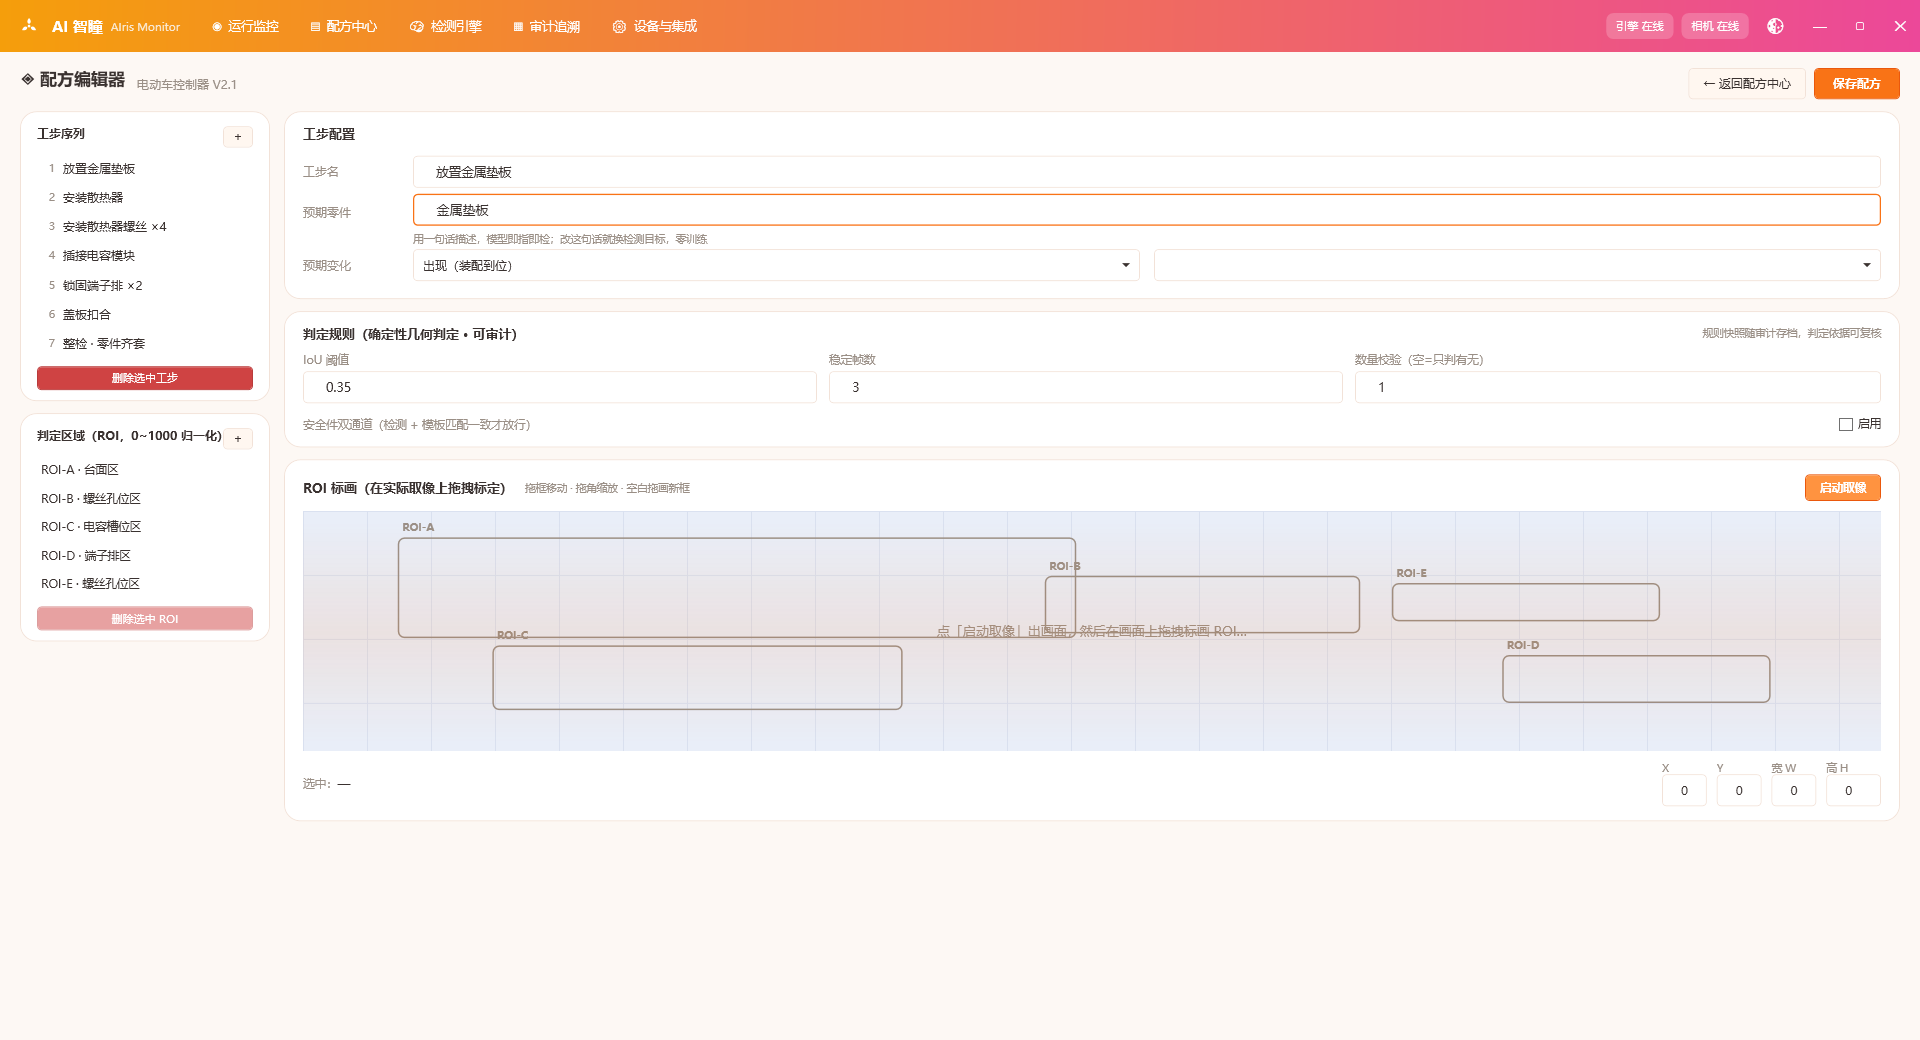 AI 智瞳 AIris Monitor 运行监控 配方中心 检测引擎 审计追溯 设备与集成 引擎 在线 相机 在线
配方编辑器 电动车控制器 V2.1 ← 返回配方中心 保存配方
工步序列 +
1 放置金属垫板
2 安装散热器
3 安装散热器螺丝 ×4
4 插接电容模块
5 锁固端子排 ×2
6 盖板扣合
7 整检 · 零件齐套
删除选中工步
判定区域（ROI，0~1000 归一化） +
ROI-A · 台面区
ROI-B · 螺丝孔位区
ROI-C · 电容槽位区
ROI-D · 端子排区
ROI-E · 螺丝孔位区
删除选中 ROI
工步配置
工步名 放置金属垫板
预期零件 金属垫板
用一句话描述，模型即指即检；改这句话就换检测目标，零训练
预期变化 出现（装配到位）
判定规则（确定性几何判定 • 可审计） 规则快照随审计存档，判定依据可复核
IoU 阈值 稳定帧数 数量校验（空=只判有无）
0.35 3 1
安全件双通道（检测 + 模板匹配一致才放行） 启用
ROI 标画（在实际取像上拖拽标定） 拖框移动 · 拖角缩放 · 空白拖画新框 启动取像
ROI-A
ROI-B
ROI-E
点「启动取像」出画面，然后在画面上拖拽标画 ROI…
ROI-C
ROI-D
选中： —
X Y 宽 W 高 H
0 0 0 0